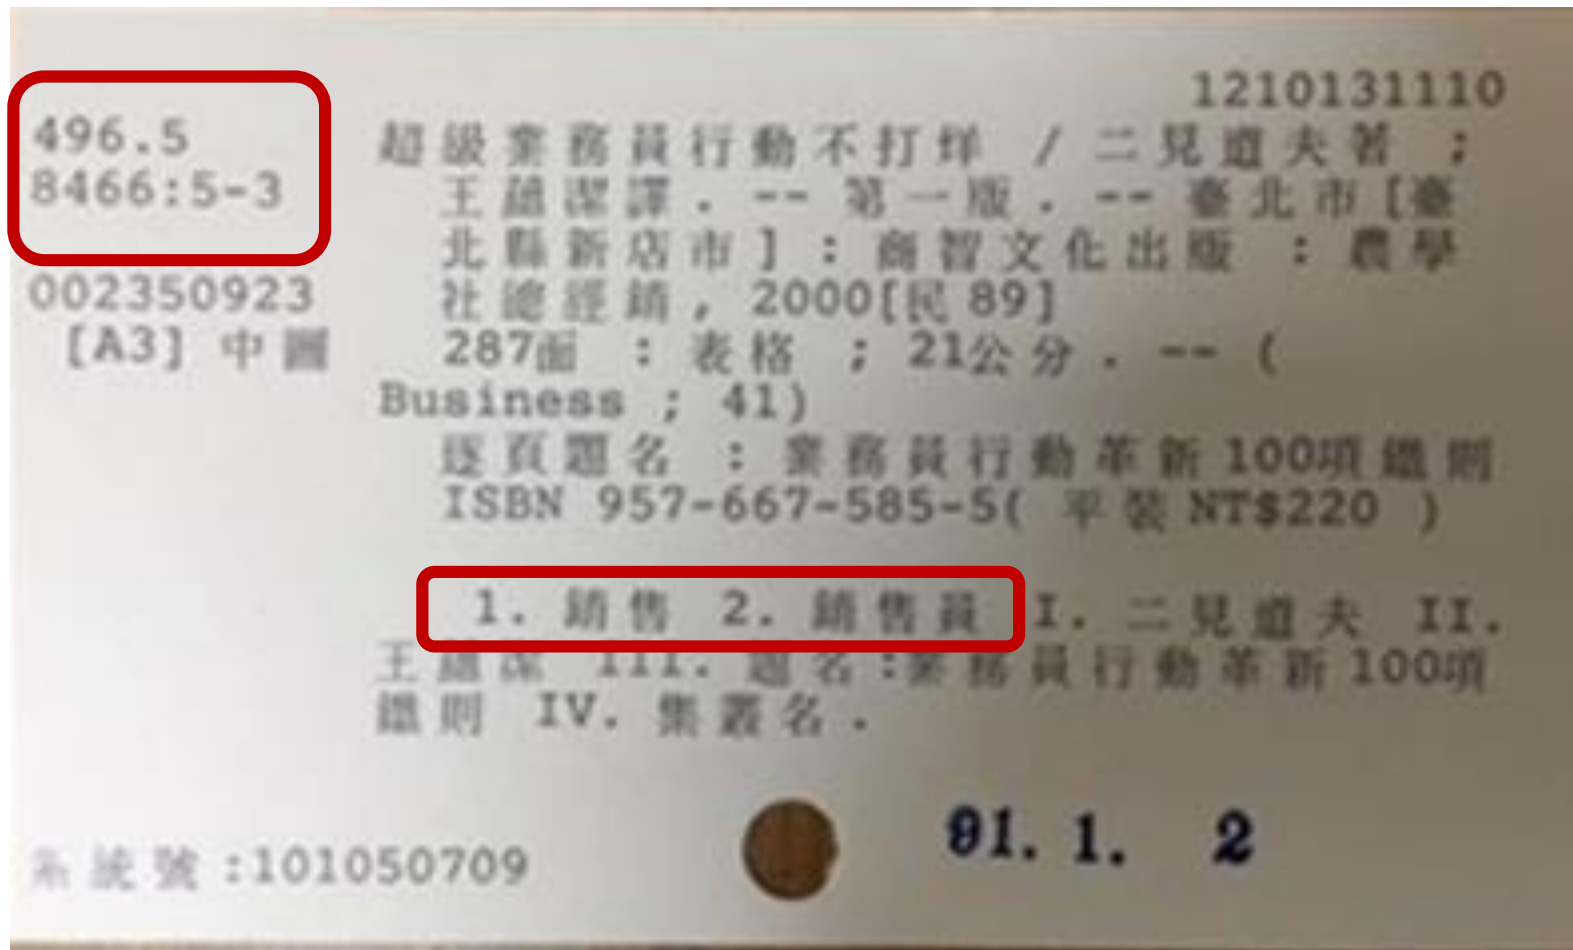 1210131110
496.5
超級業務員行動不打烊 / 二見道夫著 ;
8466:5-3
王蘊潔譯 . -- 第一版 . -- 臺北市[臺
北縣新店市] : 商智文化出版 : 農學
002350923
社總經銷, 2000[民89]
[A3] 中圖
287面 : 表格 ; 21公分 . -- (
Business ; 41)
逐頁題名 : 業務員行動革新100項鐵則
ISBN 957-667-585-5( 平裝 NT$220 )
1. 銷售 2. 銷售員 I. 二見道夫 II.
王蘊潔 III. 題名:業務員行動革新100項
鐵則 IV. 集叢名 .
91. 1. 2
系統號:101050709